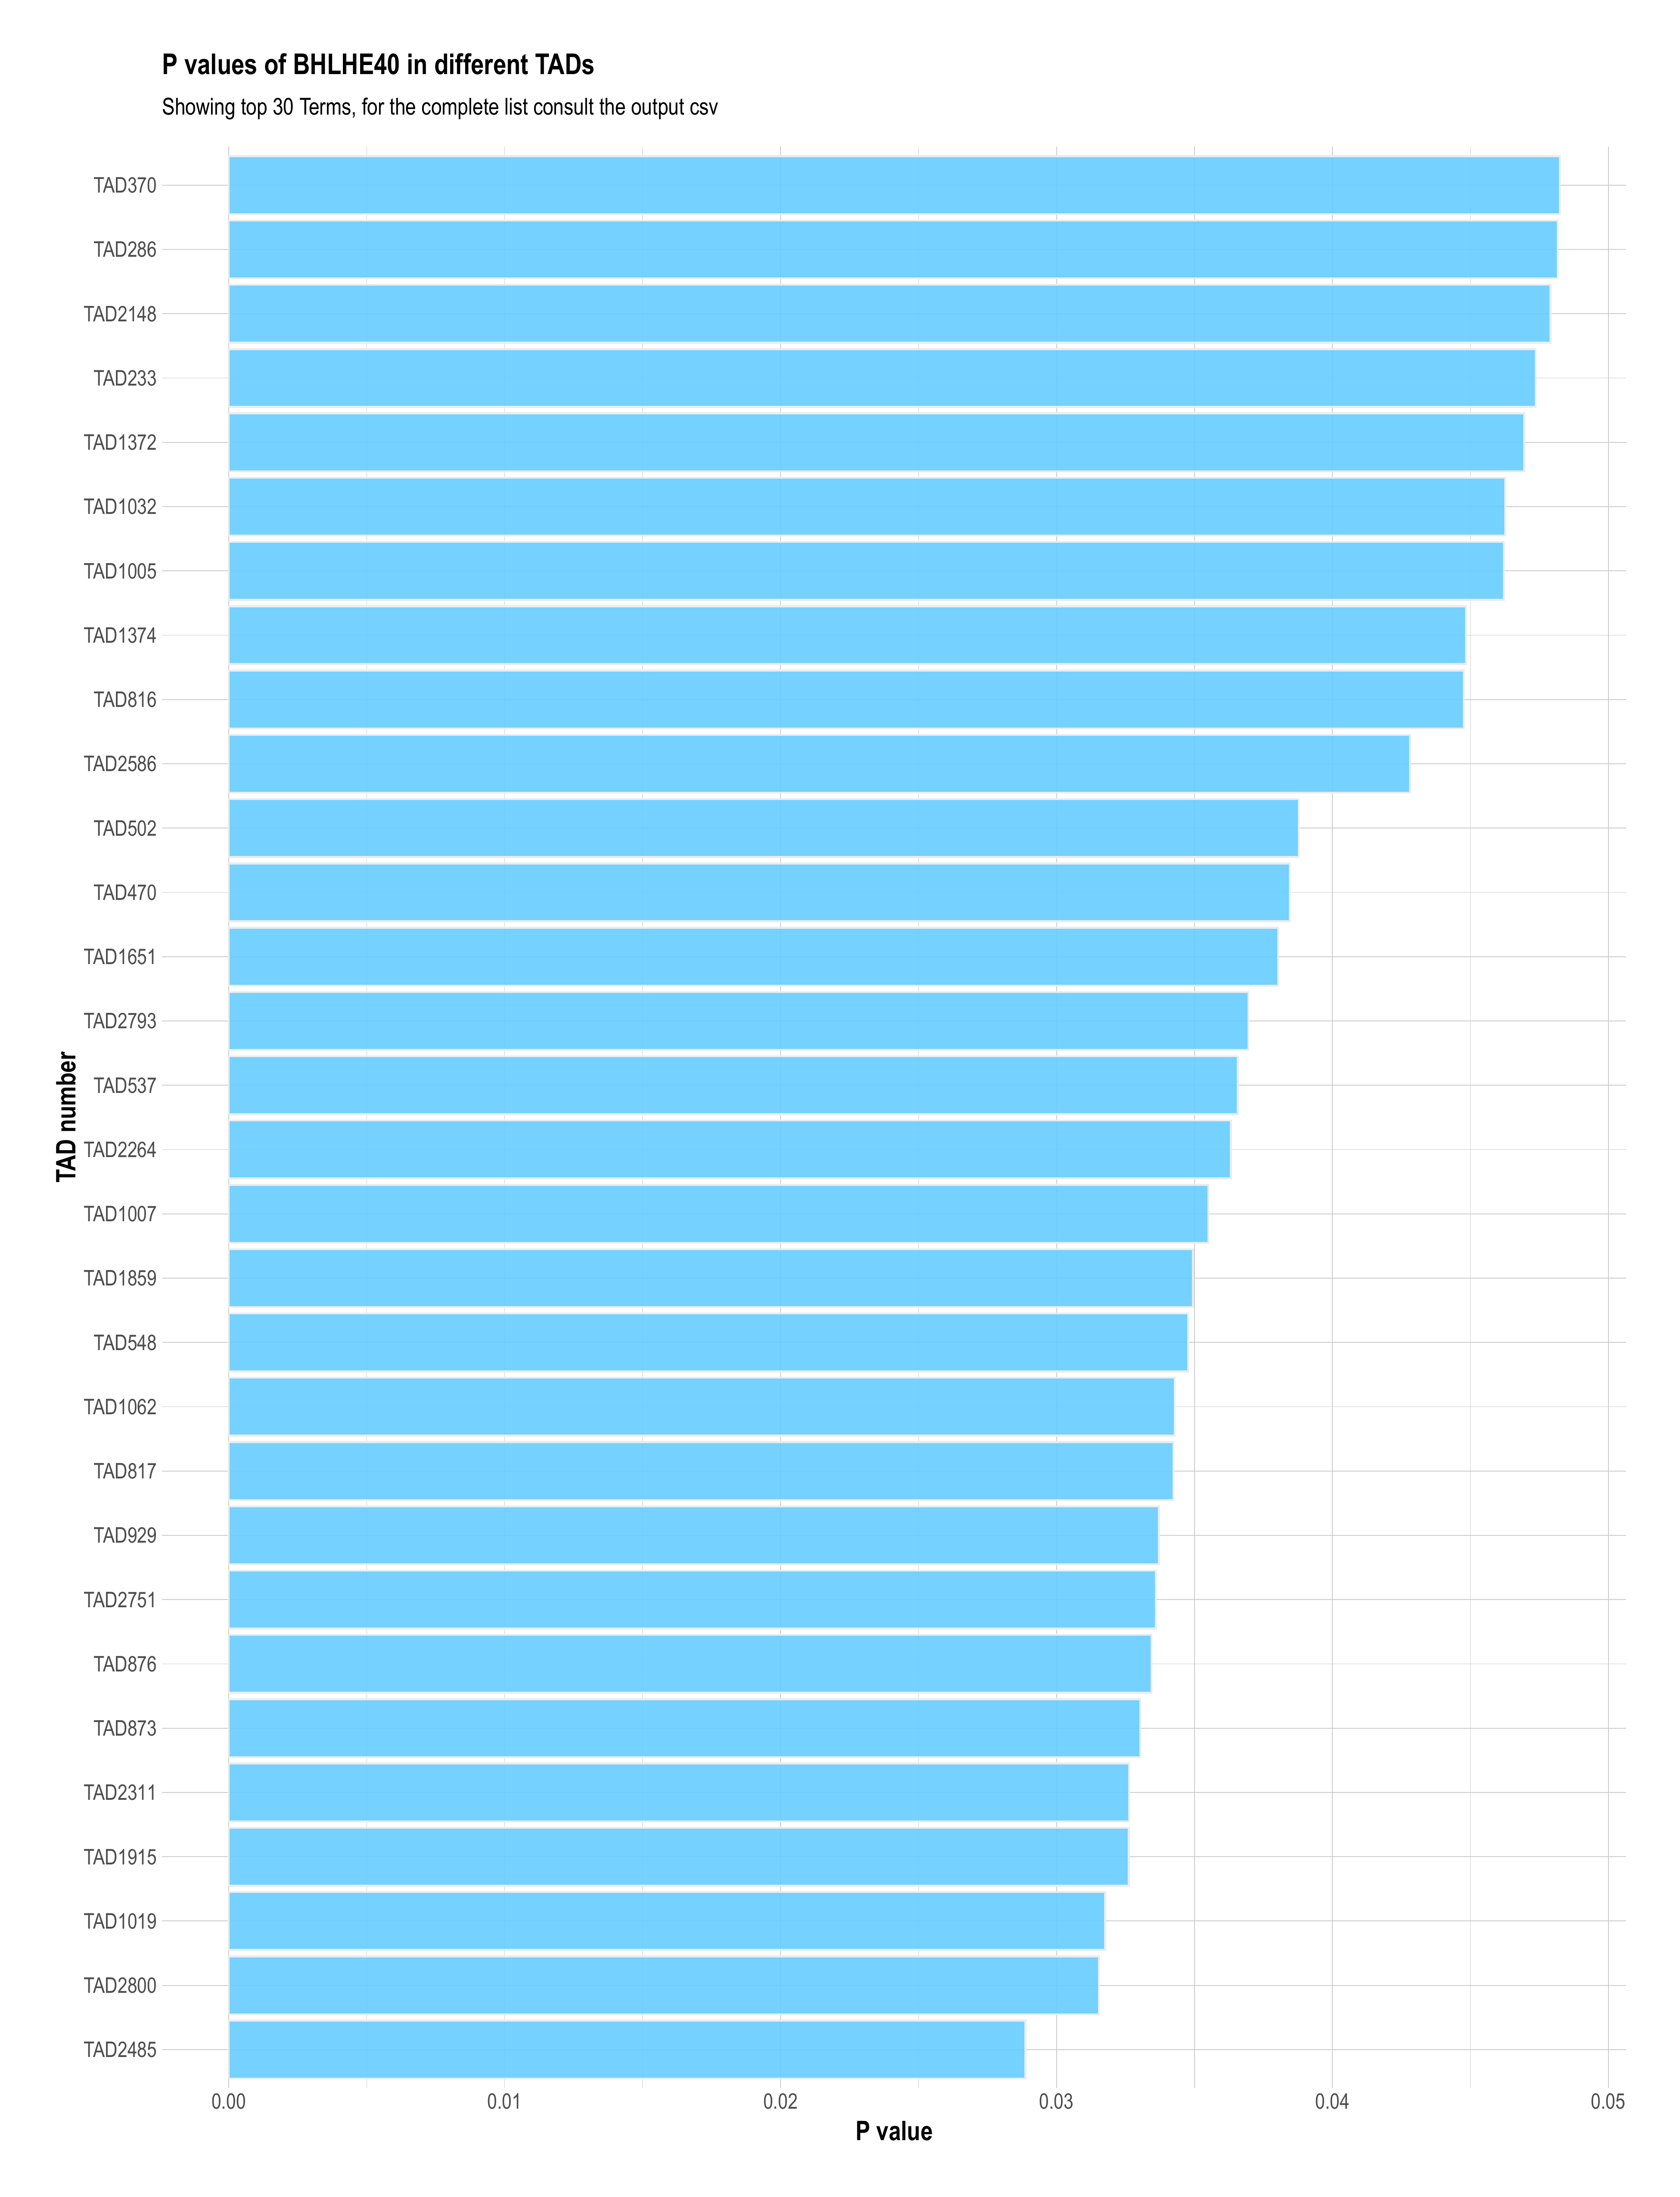 P values of BHLHE40 in different TADs
Showing top 30 Terms, for the complete list consult the output csv
TAD370
TAD286
TAD2148
TAD233
TAD1372
TAD1032
TAD1005
TAD1374
TAD816
TAD2586
TAD502
TAD470
TAD1651
TAD2793
TAD537
TAD2264
TAD1007
TAD1859
TAD548
TAD1062
TAD817
TAD929
TAD2751
TAD876
TAD873
TAD2311
TAD1915
TAD1019
TAD2800
TAD2485
TAD number
0.00 0.01 0.02 0.03 0.04 0.05
P value